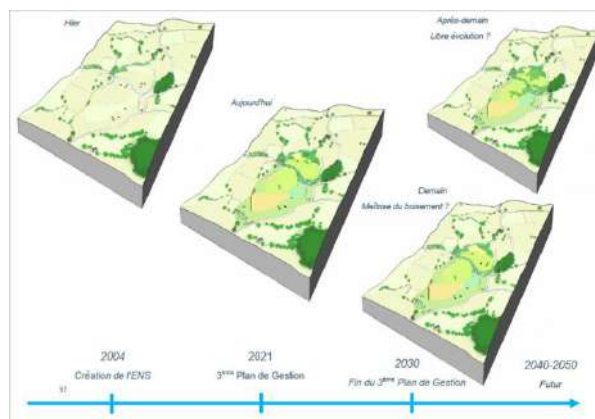 Hier
Après-demain
Libre évolution ?
Aujourd'hui
Demain
Maîtrise du boisement ?
2004
Création de l'ENS
2021
3ème Plan de Gestion
2030
Fin du 3ème Plan de Gestion
2040-2050
Futur